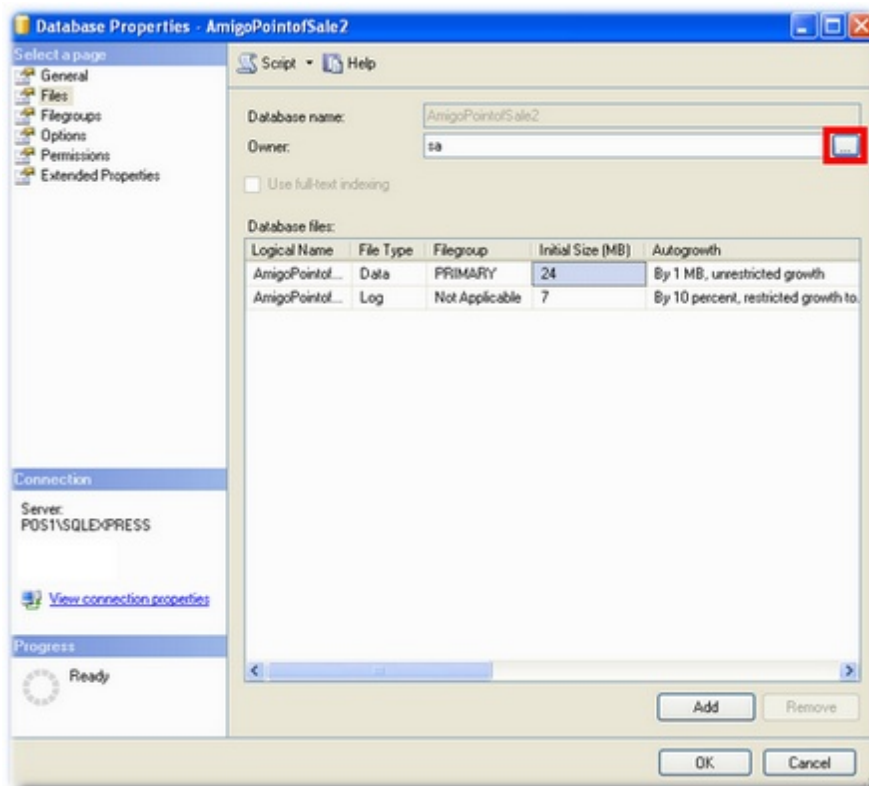 Database Properties - AmigoPointofSale2
Select a page
General
Files
Filegroups
Options
Permissions
Extended Properties
Script Help
Database name: AmigoPointofSale2
Owner: sa ...
Use full-text indexing
Database files:
Logical Name File Type Filegroup Initial Size (MB) Autogrowth
AmigoPointof... Data PRIMARY 24 By 1 MB, unrestricted growth
AmigoPointof... Log Not Applicable 7 By 10 percent, restricted growth to.
Connection
Server:
POS1\SQLEXPRESS
View connection properties
Progress
Ready
Add Remove
OK Cancel